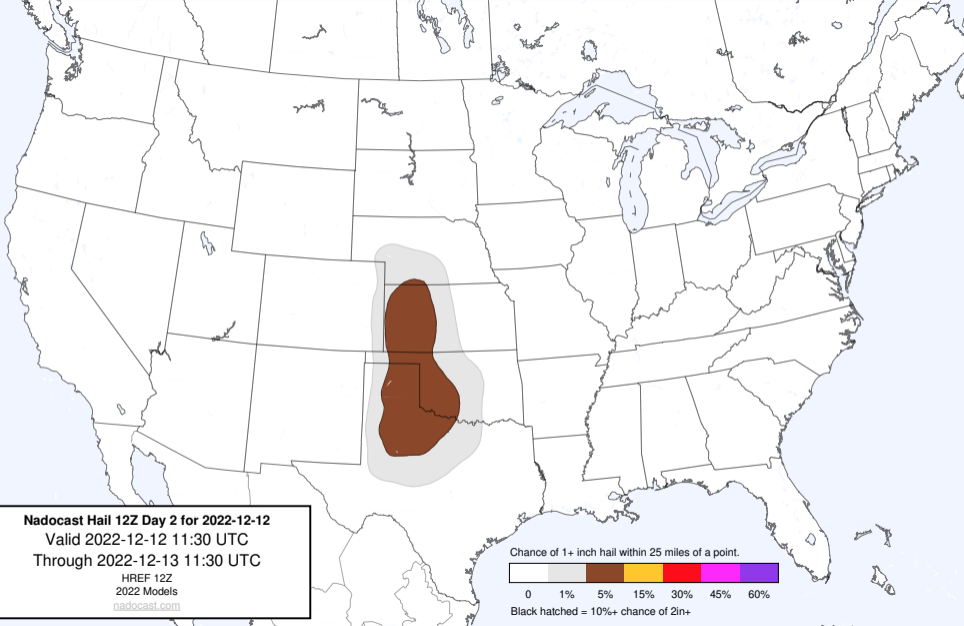 Nadocast Hail 12Z Day 2 for 2022-12-12
Valid 2022-12-12 11:30 UTC
Through 2022-12-13 11:30 UTC
HREF 12Z
2022 Models
nadocast.com
Chance of 1+ inch hail within 25 miles of a point.
0 1% 5% 15% 30% 45% 60%
Black hatched = 10%+ chance of 2in+